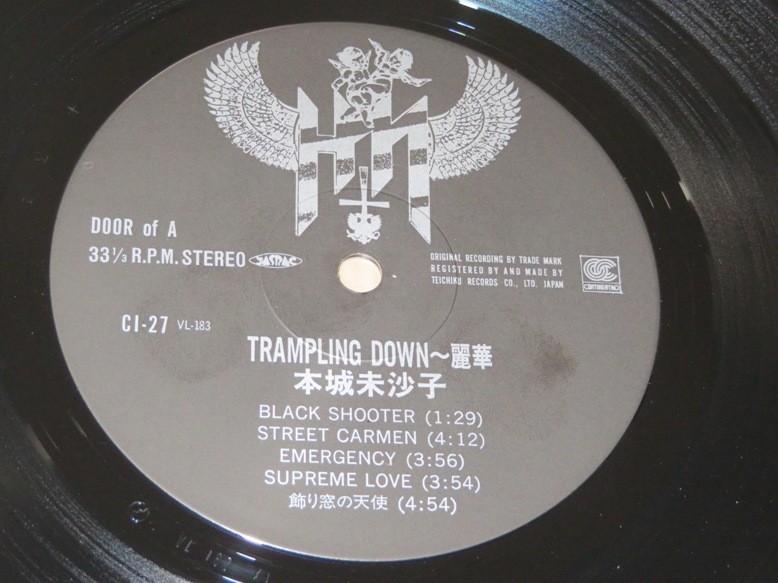 DOOR of A
33 1/3 R.P.M. STEREO JASRAC
ORIGINAL RECORDING BY TRADE MARK
REGISTERED BY AND MADE BY
TEICHIKU RECORDS CO., LTD. JAPAN
CONTINENTAL
CI-27 VL-183
TRAMPLING DOWN～麗華
本城未沙子
BLACK SHOOTER (1:29)
STREET CARMEN (4:12)
EMERGENCY (3:56)
SUPREME LOVE (3:54)
飾り窓の天使 (4:54)